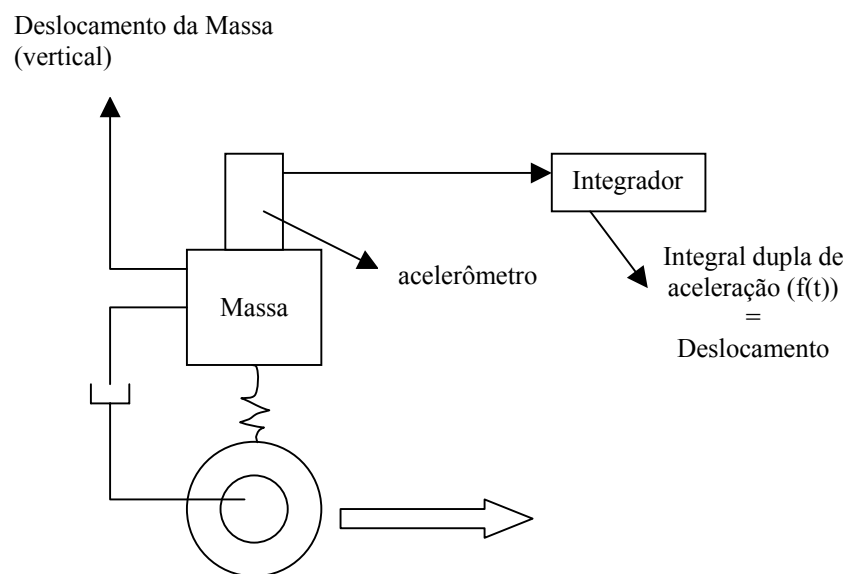 Deslocamento da Massa
(vertical)
Integrador
acelerômetro
Integral dupla de
aceleração (f(t))
=
Deslocamento
Massa